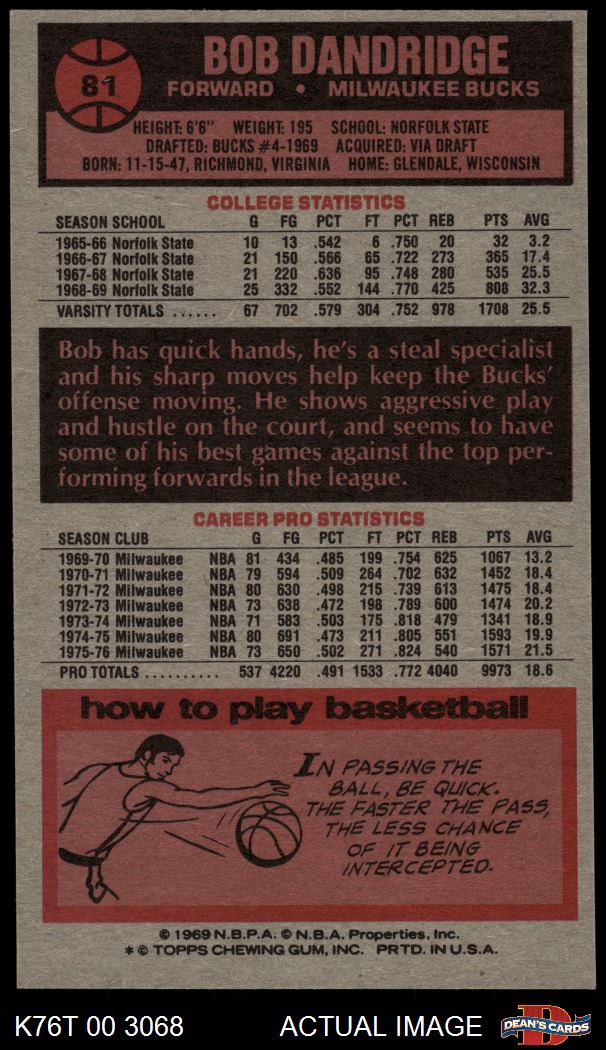 81
BOB DANDRIDGE
FORWARD • MILWAUKEE BUCKS
HEIGHT: 6'6" WEIGHT: 195 SCHOOL: NORFOLK STATE
DRAFTED: BUCKS #4-1969 ACQUIRED: VIA DRAFT
BORN: 11-15-47, RICHMOND, VIRGINIA HOME: GLENDALE, WISCONSIN
COLLEGE STATISTICS
SEASON SCHOOL G FG PCT FT PCT REB PTS AVG
1965-66 Norfolk State 10 13 .542 6 .750 20 32 3.2
1966-67 Norfolk State 21 150 .566 65 .722 273 365 17.4
1967-68 Norfolk State 21 220 .636 95 .748 280 535 25.5
1968-69 Norfolk State 25 332 .552 144 .770 425 808 32.3
VARSITY TOTALS ...... 67 702 .579 304 .752 978 1708 25.5
Bob has quick hands, he's a steal specialist
and his sharp moves help keep the Bucks'
offense moving. He shows aggressive play
and hustle on the court, and seems to have
some of his best games against the top per-
forming forwards in the league.
CAREER PRO STATISTICS
SEASON CLUB G FG PCT FT PCT REB PTS AVG
1969-70 Milwaukee NBA 81 434 .485 199 .754 625 1067 13.2
1970-71 Milwaukee NBA 79 594 .509 264 .702 632 1452 18.4
1971-72 Milwaukee NBA 80 630 .498 215 .739 613 1475 18.4
1972-73 Milwaukee NBA 73 638 .472 198 .789 600 1474 20.2
1973-74 Milwaukee NBA 71 583 .503 175 .818 479 1341 18.9
1974-75 Milwaukee NBA 80 691 .473 211 .805 551 1593 19.9
1975-76 Milwaukee NBA 73 650 .502 271 .824 540 1571 21.5
PRO TOTALS .......... 537 4220 .491 1533 .772 4040 9973 18.6
how to play basketball
IN PASSING THE
BALL, BE QUICK.
THE FASTER THE PASS,
THE LESS CHANCE
OF IT BEING
INTERCEPTED.
© 1969 N.B.P.A. © N.B.A. Properties, Inc.
* © TOPPS CHEWING GUM, INC. PRTD. IN U.S.A.
K76T 00 3068 ACTUAL IMAGE
D
DEAN'S CARDS